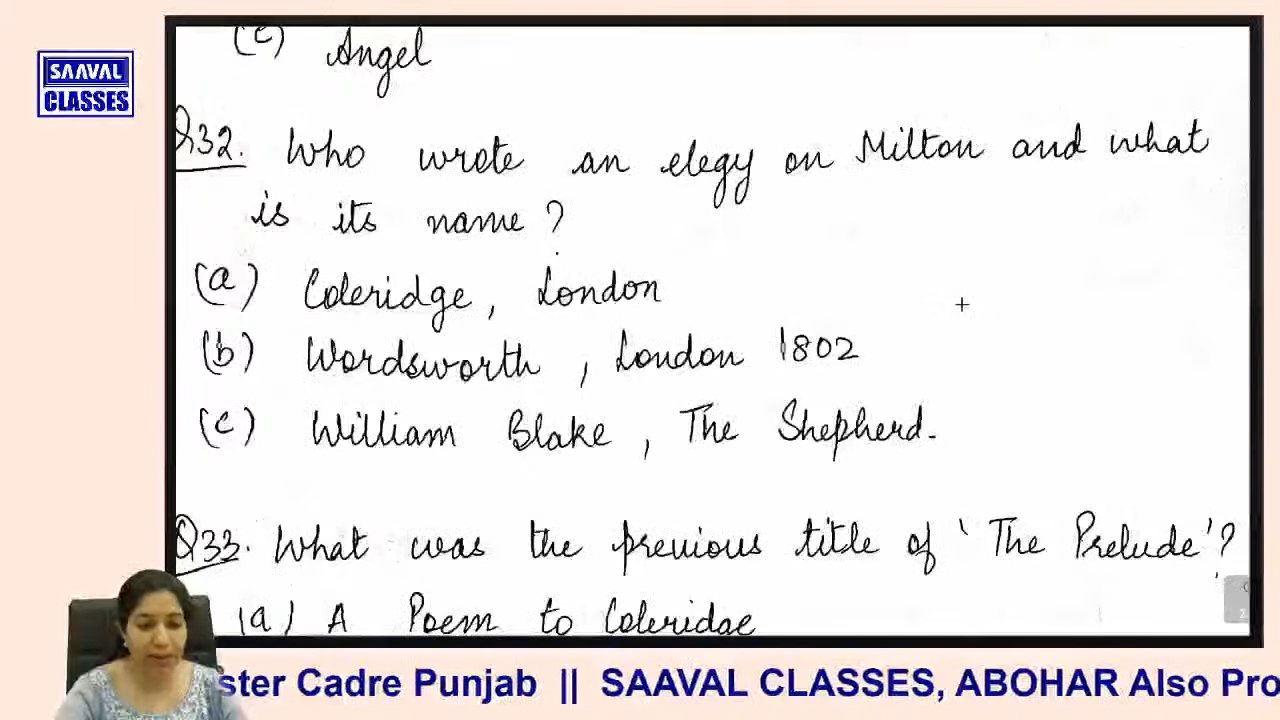 (c) Angel
SAAVAL
CLASSES
Q32. Who wrote an elegy on Milton and what
is its name?
(a) Coleridge, London
(b) Wordsworth, London 1802
(c) William Blake, The Shepherd.
Q33. What was the previous title of 'The Prelude'?
(a) A Poem to Coleridge
ster Cadre Punjab || SAAVAL CLASSES, ABOHAR Also Pro